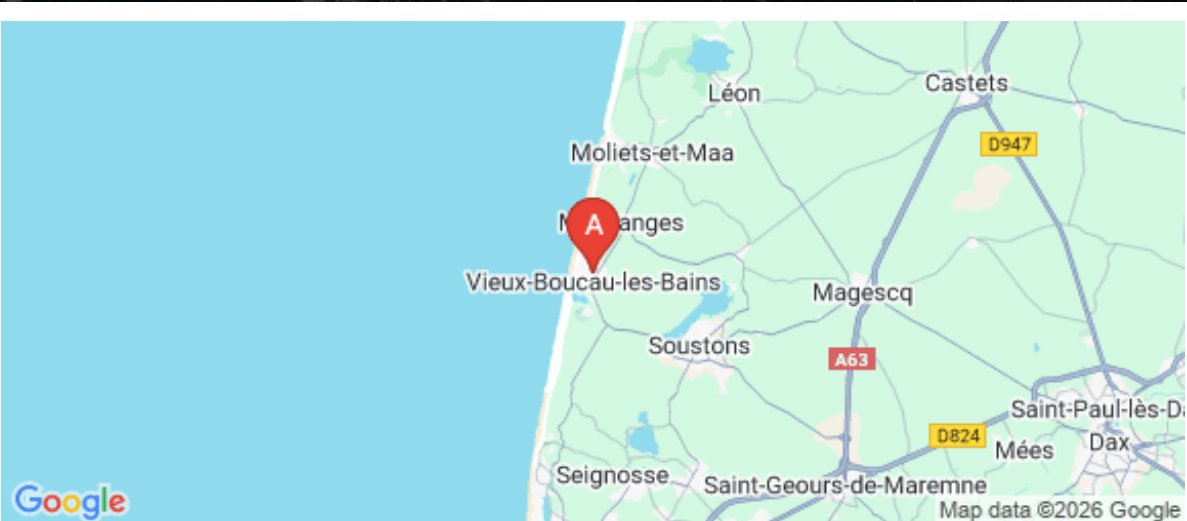 Léon
Castets
D947
Moliets-et-Maa
anges
A
Vieux-Boucau-les-Bains
Magescq
Soustons
A63
Saint-Paul-lès-Da
D824
Mées
Dax
Seignosse
Saint-Geours-de-Maremne
Google
Map data ©2026 Google